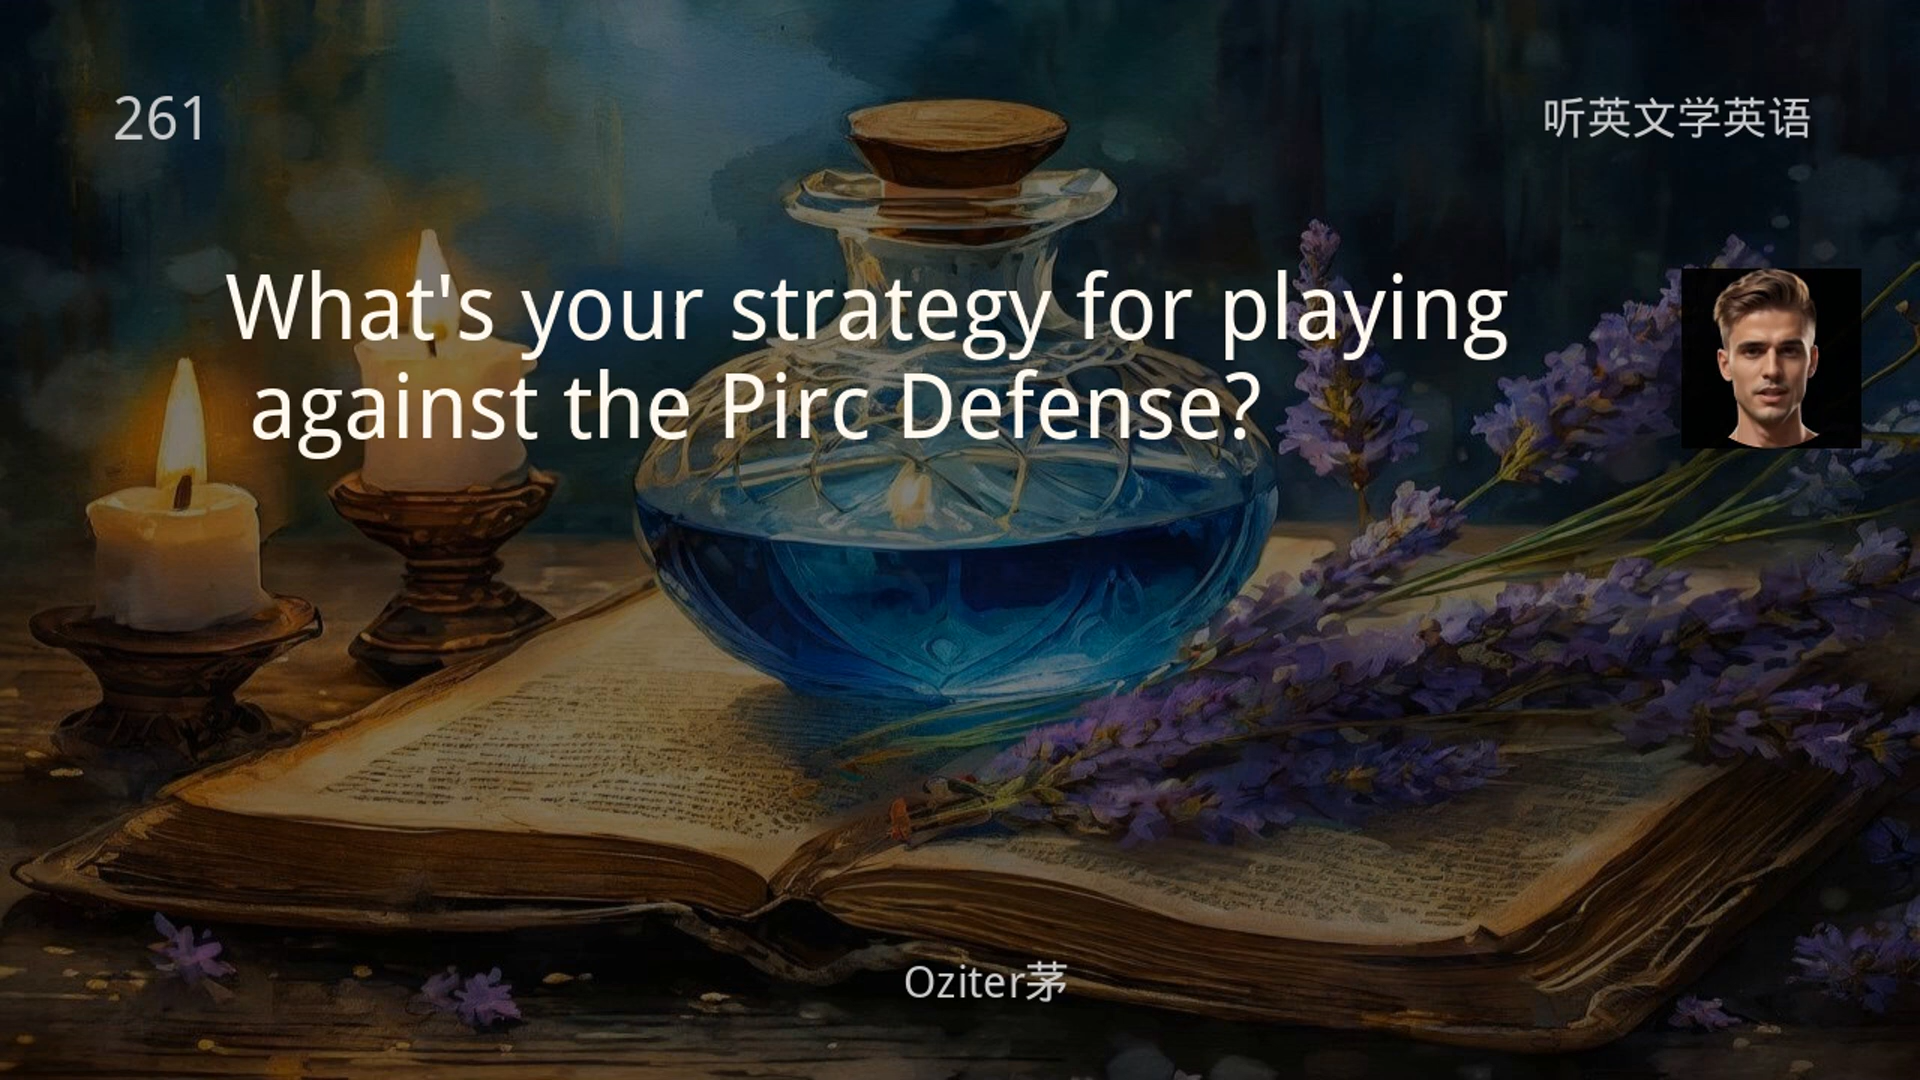 261
听英文学英语
What's your strategy for playing
against the Pirc Defense?
Oziter茅